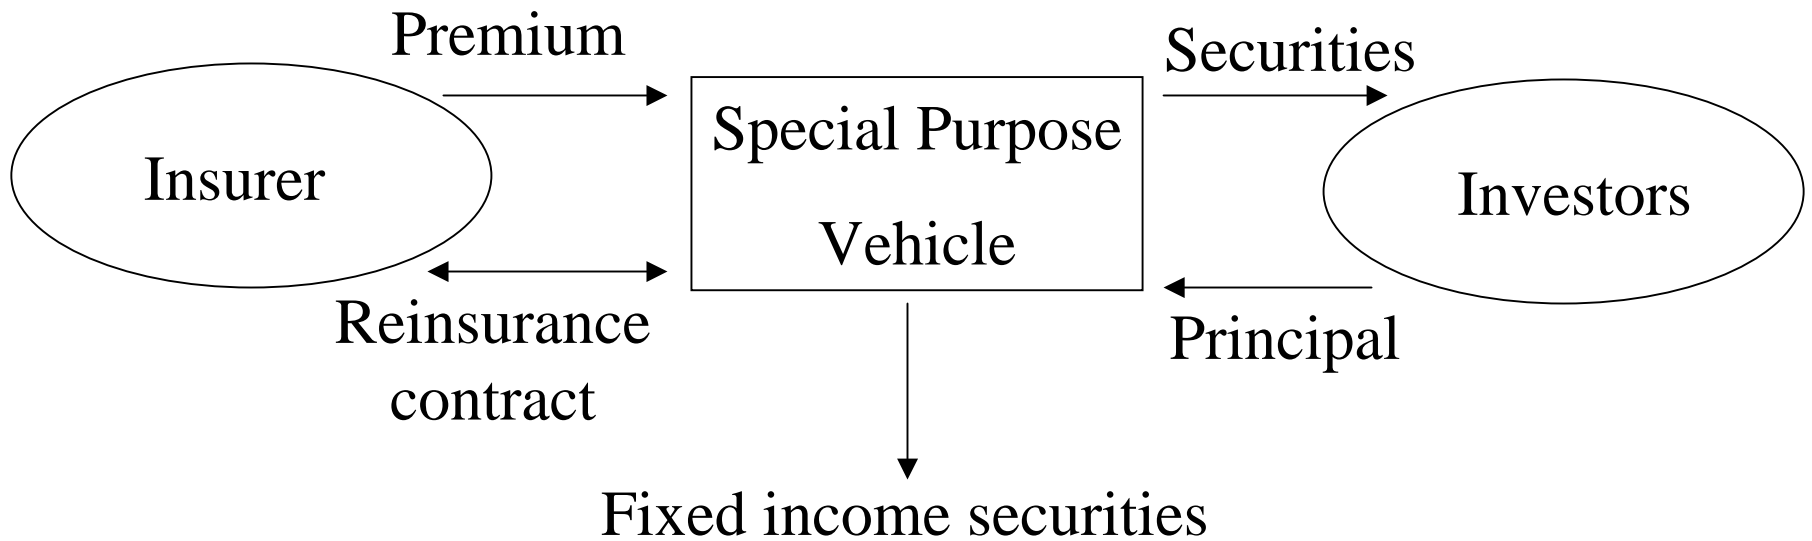 Premium
Securities
Special Purpose
Vehicle
Insurer
Investors
Reinsurance
contract
Principal
Fixed income securities